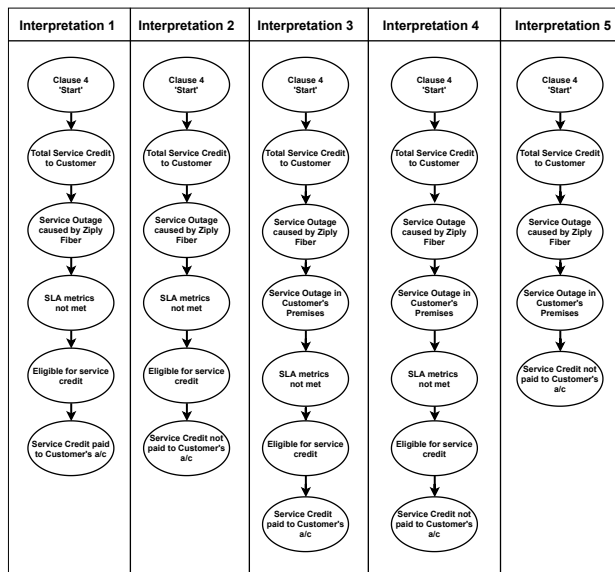 Interpretation 1
Clause 4
'Start'
Total Service Credit
to Customer
Service Outage
caused by Ziply
Fiber
SLA metrics
not met
Eligible for service
credit
Service Credit paid
to Customer's a/c
Interpretation 2
Clause 4
'Start'
Total Service Credit
to Customer
Service Outage
caused by Ziply
Fiber
SLA metrics
not met
Eligible for service
credit
Service Credit not
paid to Customer's
a/c
Interpretation 3
Clause 4
'Start'
Total Service Credit
to Customer
Service Outage
caused by Ziply
Fiber
Service Outage in
Customer's
Premises
SLA metrics
not met
Eligible for service
credit
Service Credit
paid to Customer's
a/c
Interpretation 4
Clause 4
'Start'
Total Service Credit
to Customer
Service Outage
caused by Ziply
Fiber
Service Outage in
Customer's
Premises
SLA metrics
not met
Eligible for service
credit
Service Credit not
paid to Customer's
a/c
Interpretation 5
Clause 4
'Start'
Total Service Credit
to Customer
Service Outage
caused by Ziply
Fiber
Service Outage in
Customer's
Premises
Service Credit not
paid to Customer's
a/c